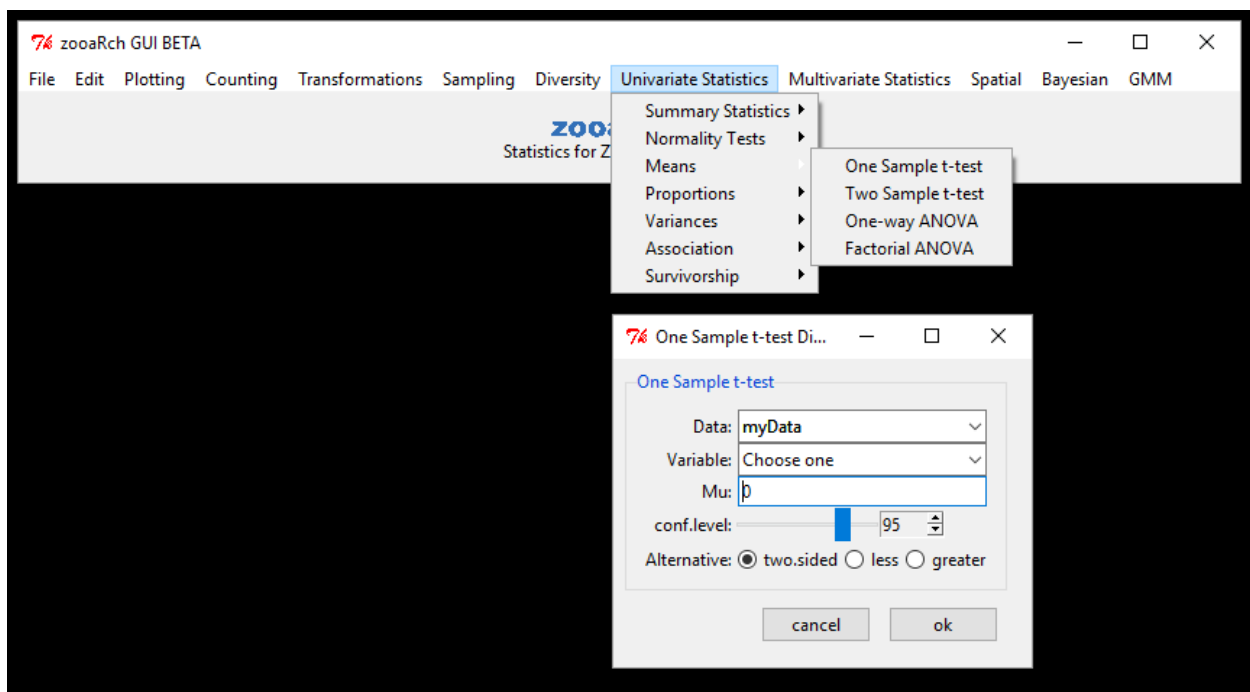 zooaRch GUI BETA
File Edit Plotting Counting Transformations Sampling Diversity Univariate Statistics Multivariate Statistics Spatial Bayesian GMM
Statistics for
Summary Statistics
Normality Tests
Means
Proportions
Variances
Association
Survivorship
One Sample t-test
Two Sample t-test
One-way ANOVA
Factorial ANOVA
One Sample t-test Di...
One Sample t-test
Data: myData
Variable: Choose one
Mu: 0
conf.level: 95
Alternative: two.sided less greater
cancel ok